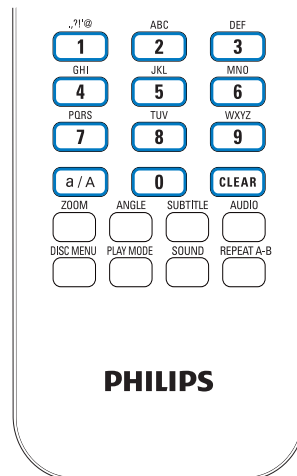 .,?!'@ ABC DEF
1 2 3
GHI JKL MNO
4 5 6
PQRS TUV WXYZ
7 8 9
a / A 0 CLEAR
ZOOM ANGLE SUBTITLE AUDIO
DISC MENU PLAY MODE SOUND REPEAT A-B
PHILIPS